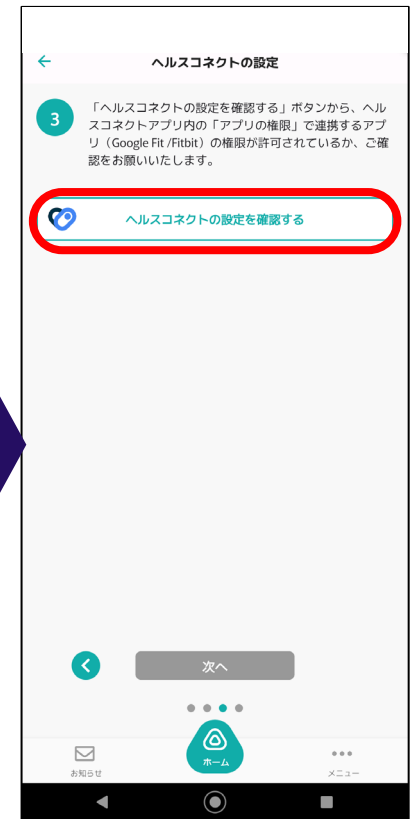 ヘルスコネクトの設定
3
「ヘルスコネクトの設定を確認する」ボタンから、ヘル
スコネクトアプリ内の「アプリの権限」で連携するアプ
リ（Google Fit /Fitbit）の権限が許可されているか、ご確
認をお願いいたします。
ヘルスコネクトの設定を確認する
次へ
ホーム
お知らせ
メニュー